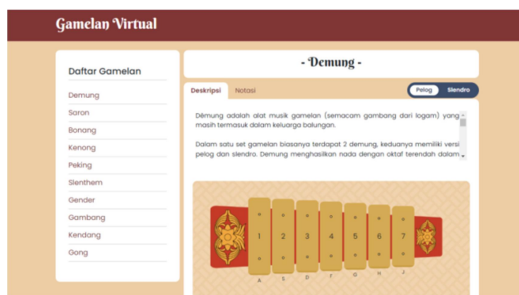 Gamelan Virtual
Daftar Gamelan
Demung
Saron
Bonang
Kenong
Peking
Slenthem
Gender
Gambang
Kendang
Gong
- Demung -
Deskripsi Notasi Pelog Slendro
Dêmung adalah alat musik gamelan (semacam gambang dari logam) yang
masih termasuk dalam keluarga balungan.
Dalam satu set gamelan biasanya terdapat 2 demung, keduanya memiliki versi
pelog dan slendro. Demung menghasilkan nada dengan oktaf terendah dalam
1 2 3 4 5 6 7
A S D F G H J